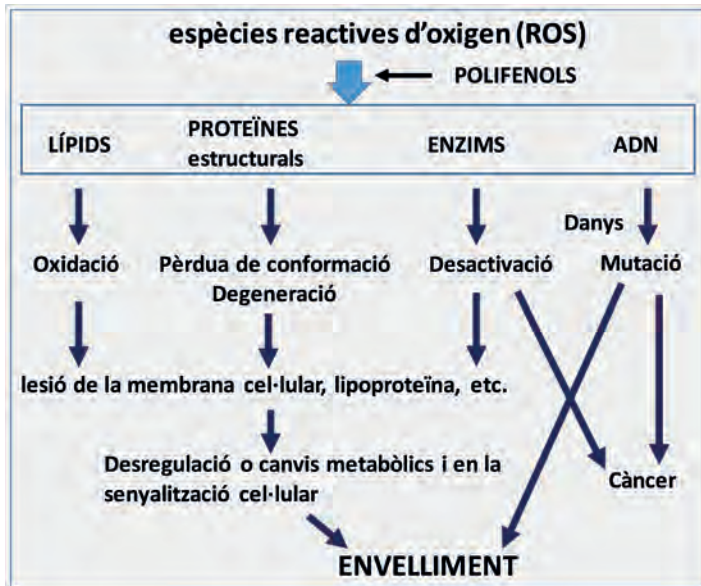 espècies reactives d'oxigen (ROS)
POLIFENOLS
LÍPIDS
PROTEÏNES
estructurals
ENZIMS
ADN
Danys
Oxidació
Pèrdua de conformació
Degeneració
Desactivació
Mutació
lesió de la membrana cel·lular, lipoproteïna, etc.
Desregulació o canvis metabòlics i en la
senyalització cel·lular
Càncer
ENVELLIMENT